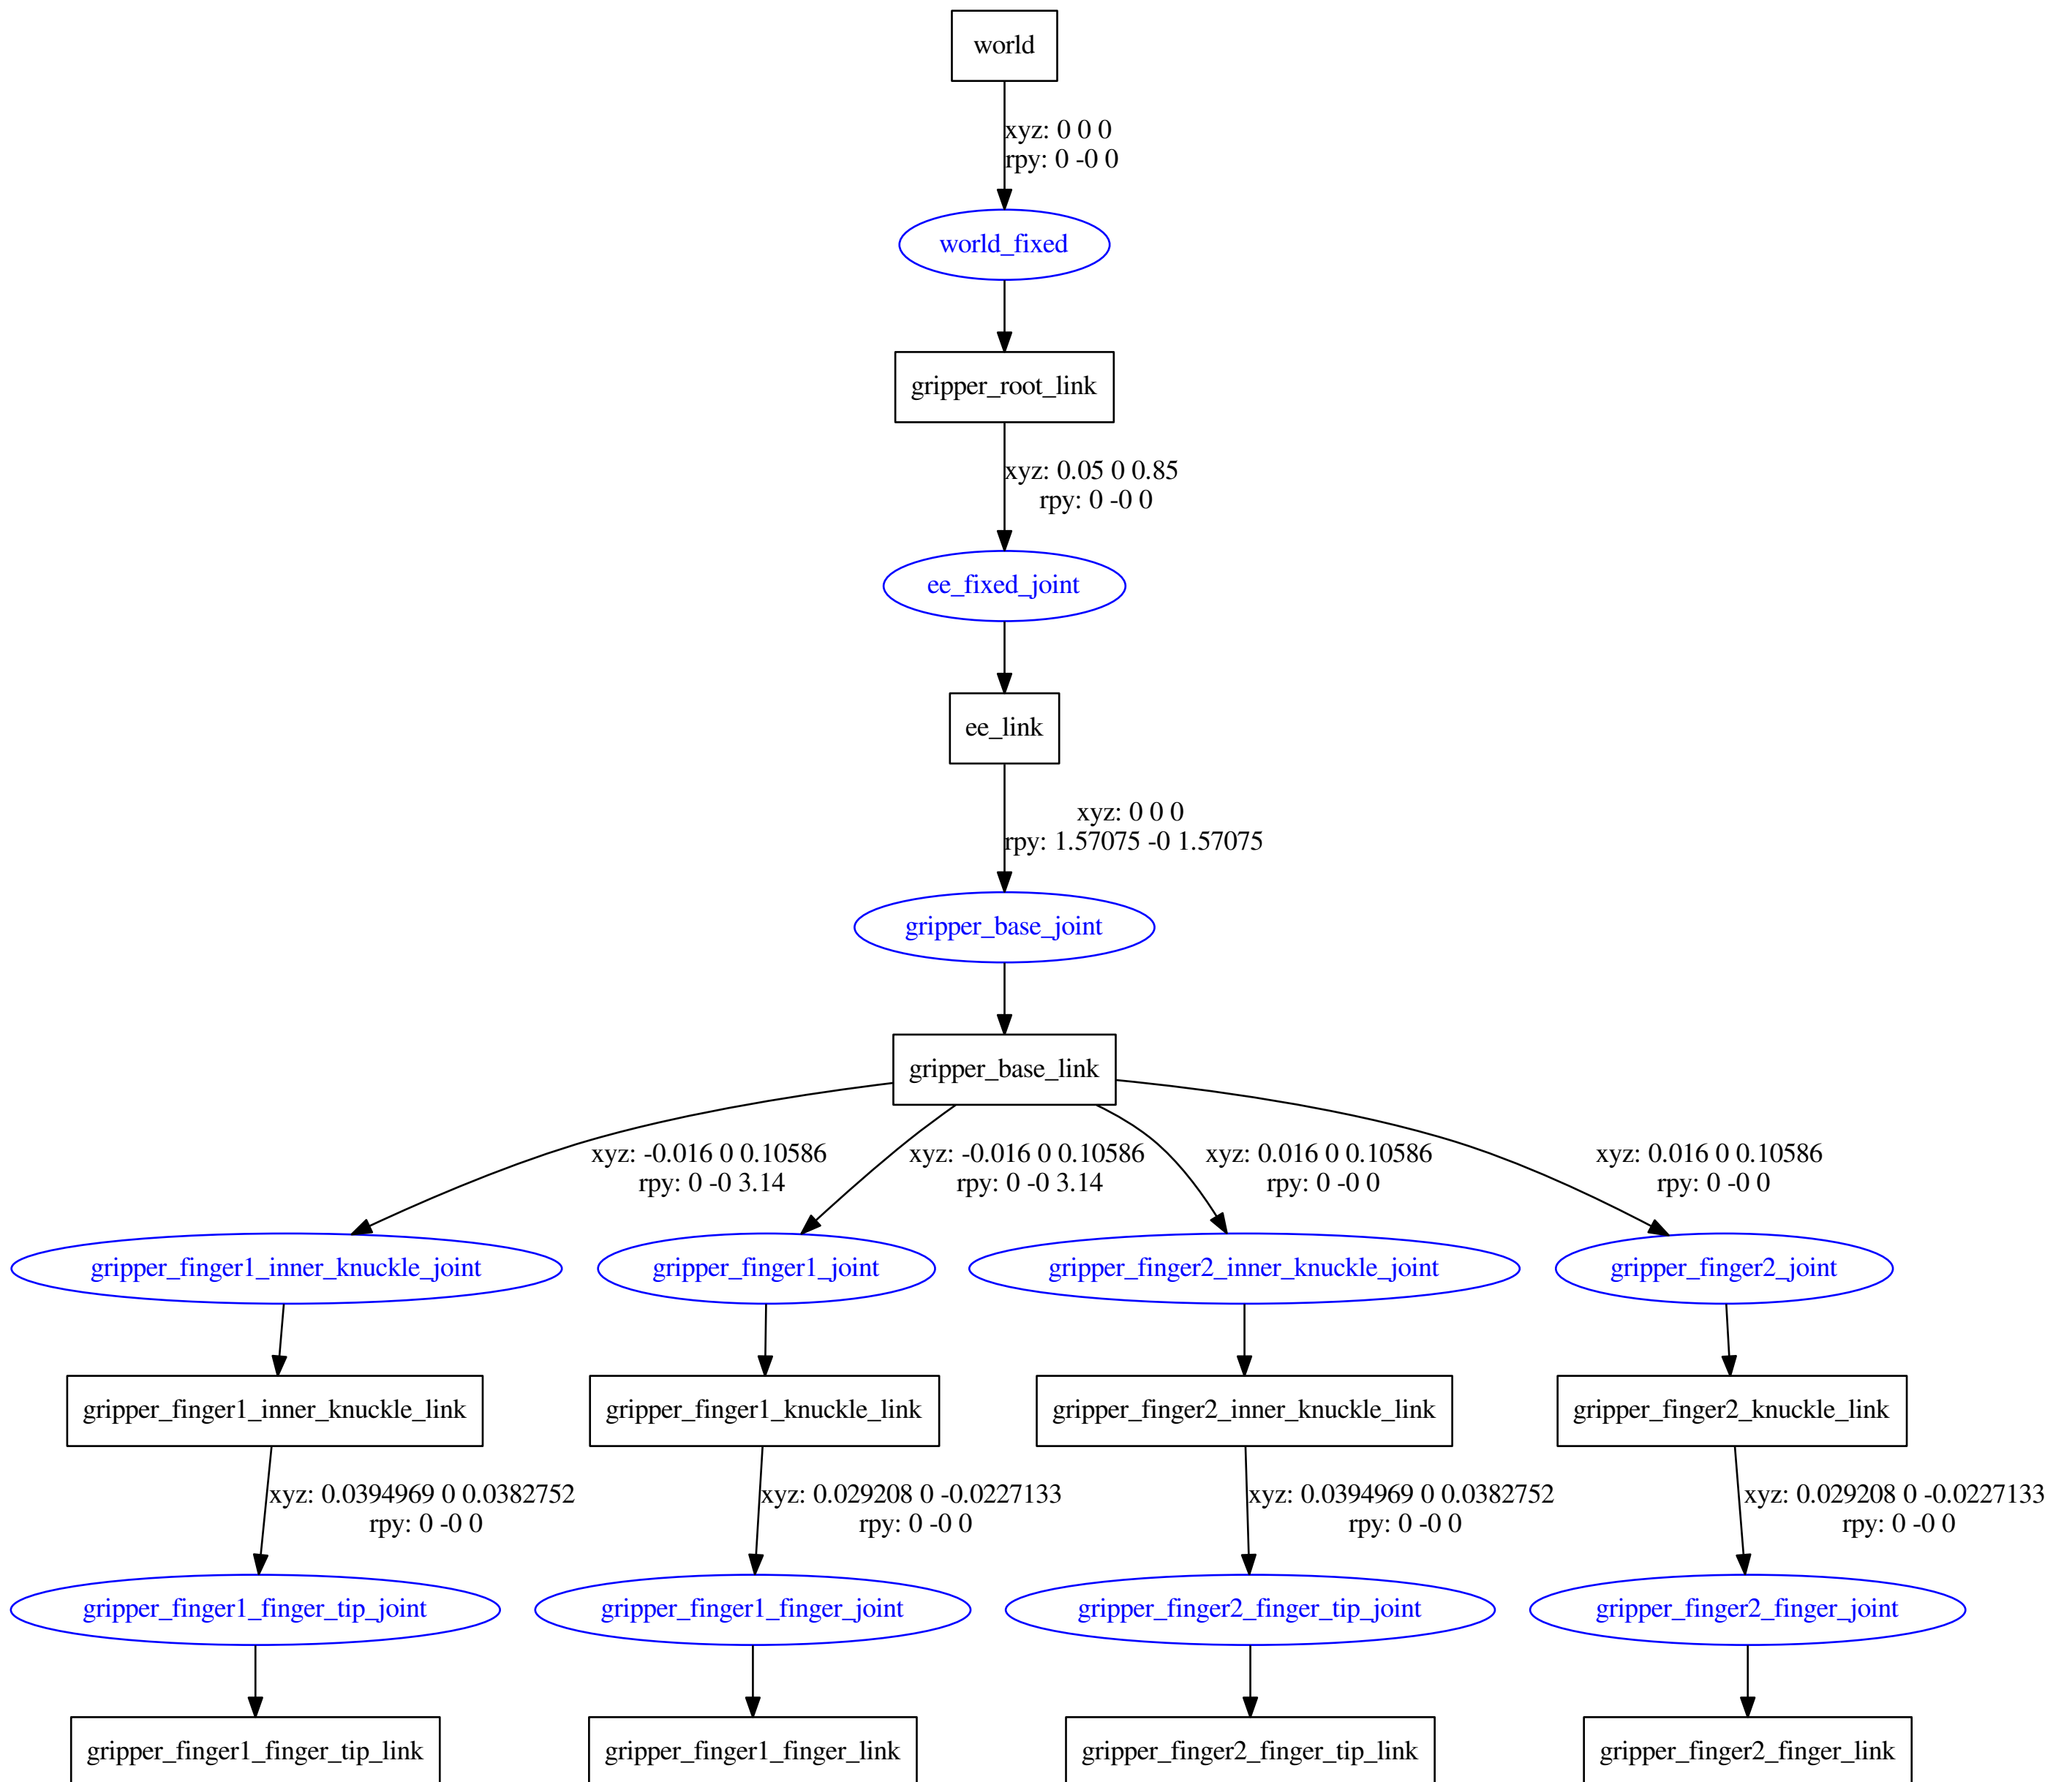 world
xyz: 0 0 0
rpy: 0 -0 0
world_fixed
gripper_root_link
xyz: 0.05 0 0.85
rpy: 0 -0 0
ee_fixed_joint
ee_link
xyz: 0 0 0
rpy: 1.57075 -0 1.57075
gripper_base_joint
gripper_base_link
xyz: -0.016 0 0.10586
rpy: 0 -0 3.14
xyz: -0.016 0 0.10586
rpy: 0 -0 3.14
xyz: 0.016 0 0.10586
rpy: 0 -0 0
xyz: 0.016 0 0.10586
rpy: 0 -0 0
gripper_finger1_inner_knuckle_joint
gripper_finger1_joint
gripper_finger2_inner_knuckle_joint
gripper_finger2_joint
gripper_finger1_inner_knuckle_link
gripper_finger1_knuckle_link
gripper_finger2_inner_knuckle_link
gripper_finger2_knuckle_link
xyz: 0.0394969 0 0.0382752
rpy: 0 -0 0
xyz: 0.029208 0 -0.0227133
rpy: 0 -0 0
xyz: 0.0394969 0 0.0382752
rpy: 0 -0 0
xyz: 0.029208 0 -0.0227133
rpy: 0 -0 0
gripper_finger1_finger_tip_joint
gripper_finger1_finger_joint
gripper_finger2_finger_tip_joint
gripper_finger2_finger_joint
gripper_finger1_finger_tip_link
gripper_finger1_finger_link
gripper_finger2_finger_tip_link
gripper_finger2_finger_link